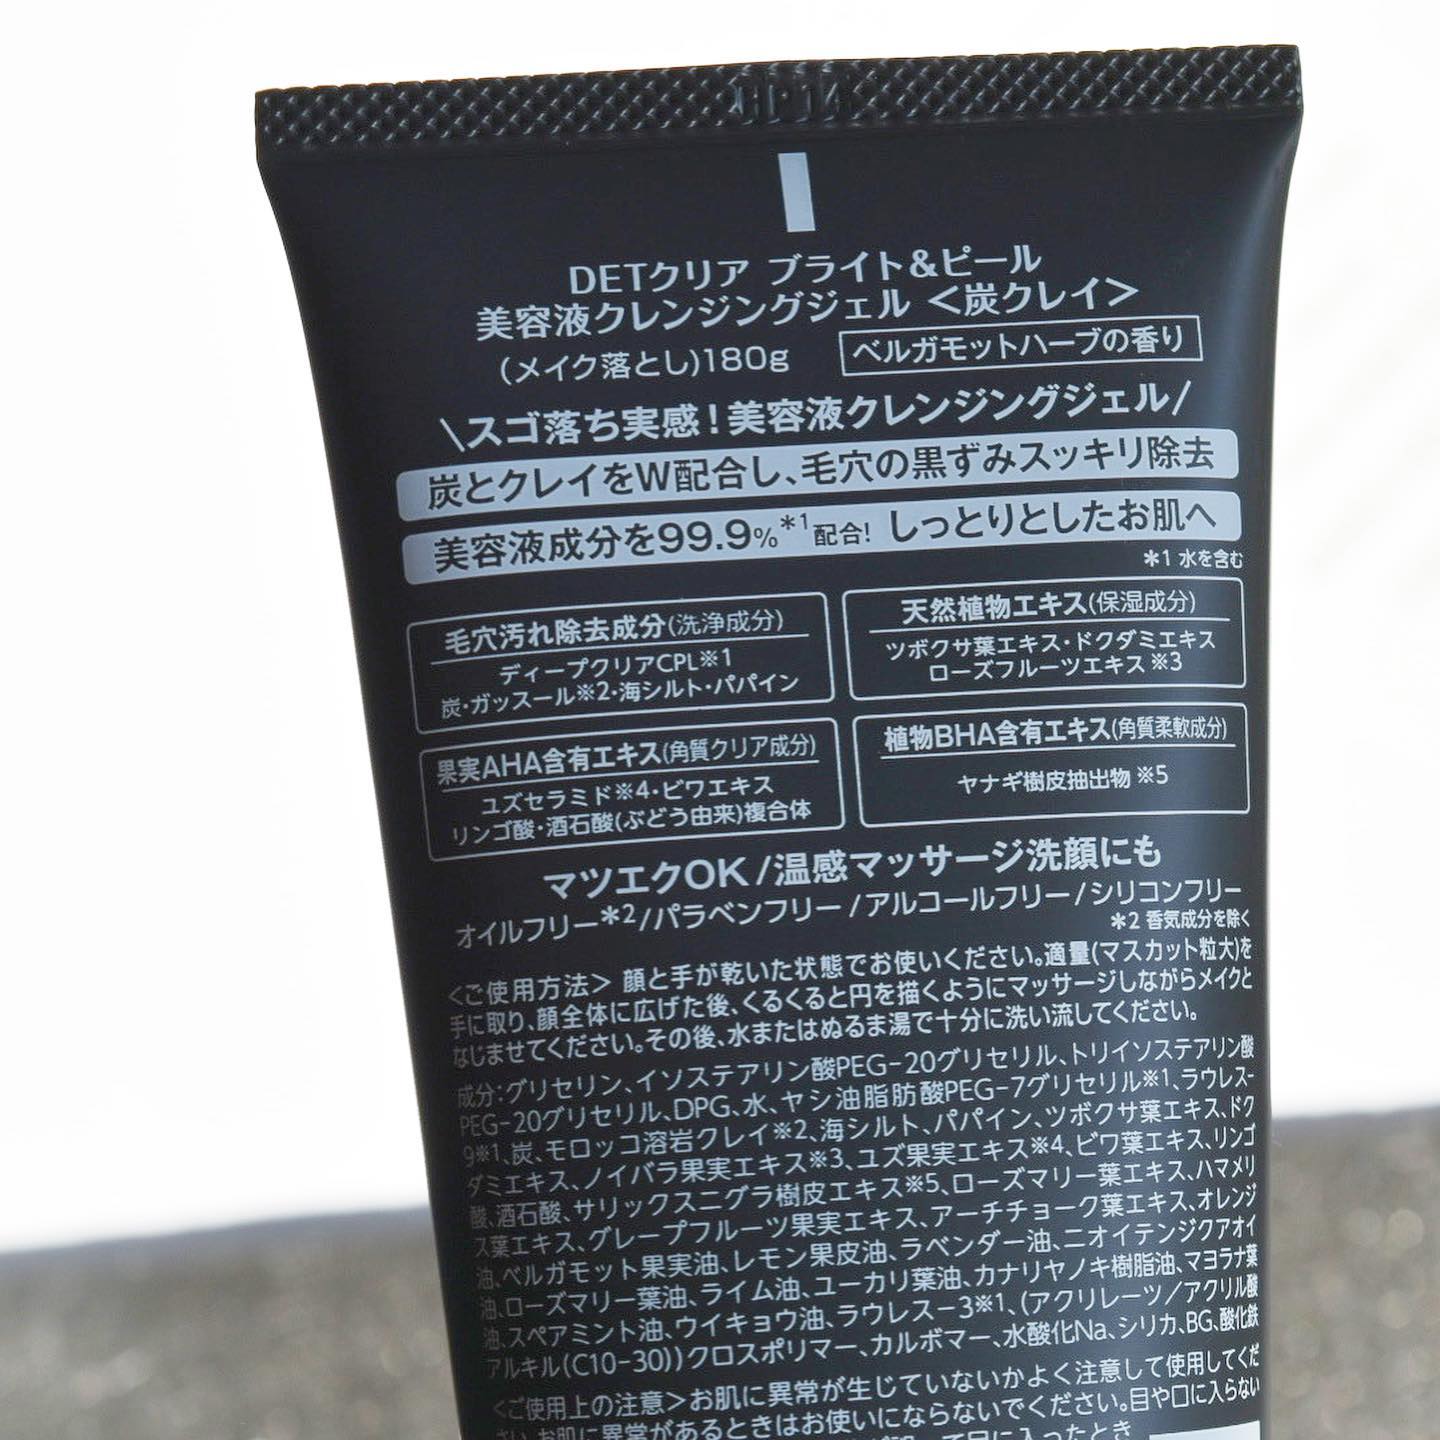 HP14
DETクリア ブライト&ピール
美容液クレンジングジェル <炭クレイ>
(メイク落とし)180g ベルガモットハーブの香り
\スゴ落ち実感!美容液クレンジングジェル/
炭とクレイをW配合し、毛穴の黒ずみスッキリ除去
美容液成分を99.9%*1配合! しっとりとしたお肌へ
*1 水を含む
毛穴汚れ除去成分(洗浄成分)
ディープクリアCPL※1
炭・ガッスール※2・海シルト・パパイン
天然植物エキス(保湿成分)
ツボクサ葉エキス・ドクダミエキス
ローズフルーツエキス※3
果実AHA含有エキス(角質クリア成分)
ユズセラミド※4・ビワエキス
リンゴ酸・酒石酸(ぶどう由来)複合体
植物BHA含有エキス(角質柔軟成分)
ヤナギ樹皮抽出物※5
マツエクOK/温感マッサージ洗顔にも
オイルフリー*2/パラベンフリー/アルコールフリー/シリコンフリー
*2 香気成分を除く
<ご使用方法> 顔と手が乾いた状態でお使いください。適量(マスカット粒大)を
手に取り、顔全体に広げた後、くるくると円を描くようにマッサージしながらメイクと
なじませてください。その後、水またはぬるま湯で十分に洗い流してください。
成分:グリセリン、イソステアリン酸PEG-20グリセリル、トリイソステアリン酸
PEG-20グリセリル、DPG、水、ヤシ油脂肪酸PEG-7グリセリル※1、ラウレス-
9※1、炭、モロッコ溶岩クレイ※2、海シルト、パパイン、ツボクサ葉エキス、ドク
ダミエキス、ノイバラ果実エキス※3、ユズ果実エキス※4、ビワ葉エキス、リンゴ
酸、酒石酸、サリックスニグラ樹皮エキス※5、ローズマリー葉エキス、ハマメリ
ス葉エキス、グレープフルーツ果実エキス、アーチチョーク葉エキス、オレンジ
油、ベルガモット果実油、レモン果皮油、ラベンダー油、ニオイテンジクアオイ
油、ローズマリー葉油、ライム油、ユーカリ葉油、カナリヤノキ樹脂油、マヨラナ葉
油、スペアミント油、ウイキョウ油、ラウレス-3※1、(アクリレーツ/アクリル酸
アルキル(C10-30))クロスポリマー、カルボマー、水酸化Na、シリカ、BG、酸化鉄
<ご使用上の注意>お肌に異常が生じていないかよく注意して使用してくだ
さい。お肌に異常があるときはお使いにならないでください。目や口に入らない